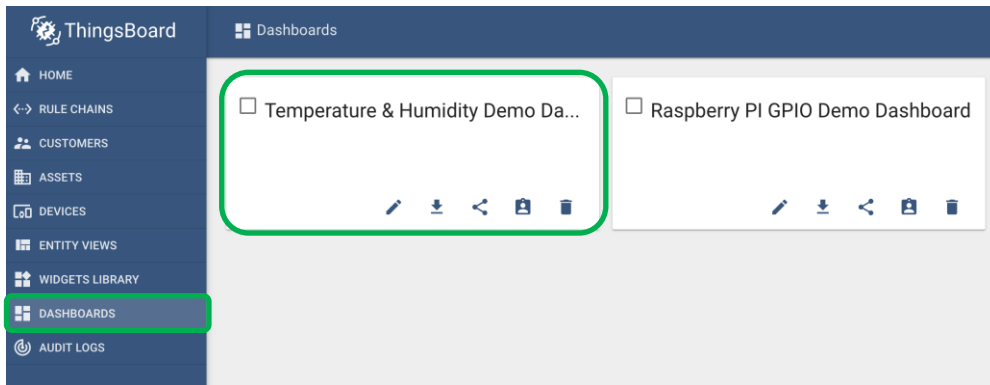 ThingsBoard
Dashboards
HOME
RULE CHAINS
CUSTOMERS
ASSETS
DEVICES
ENTITY VIEWS
WIDGETS LIBRARY
DASHBOARDS
AUDIT LOGS
Temperature & Humidity Demo Da...
Raspberry PI GPIO Demo Dashboard